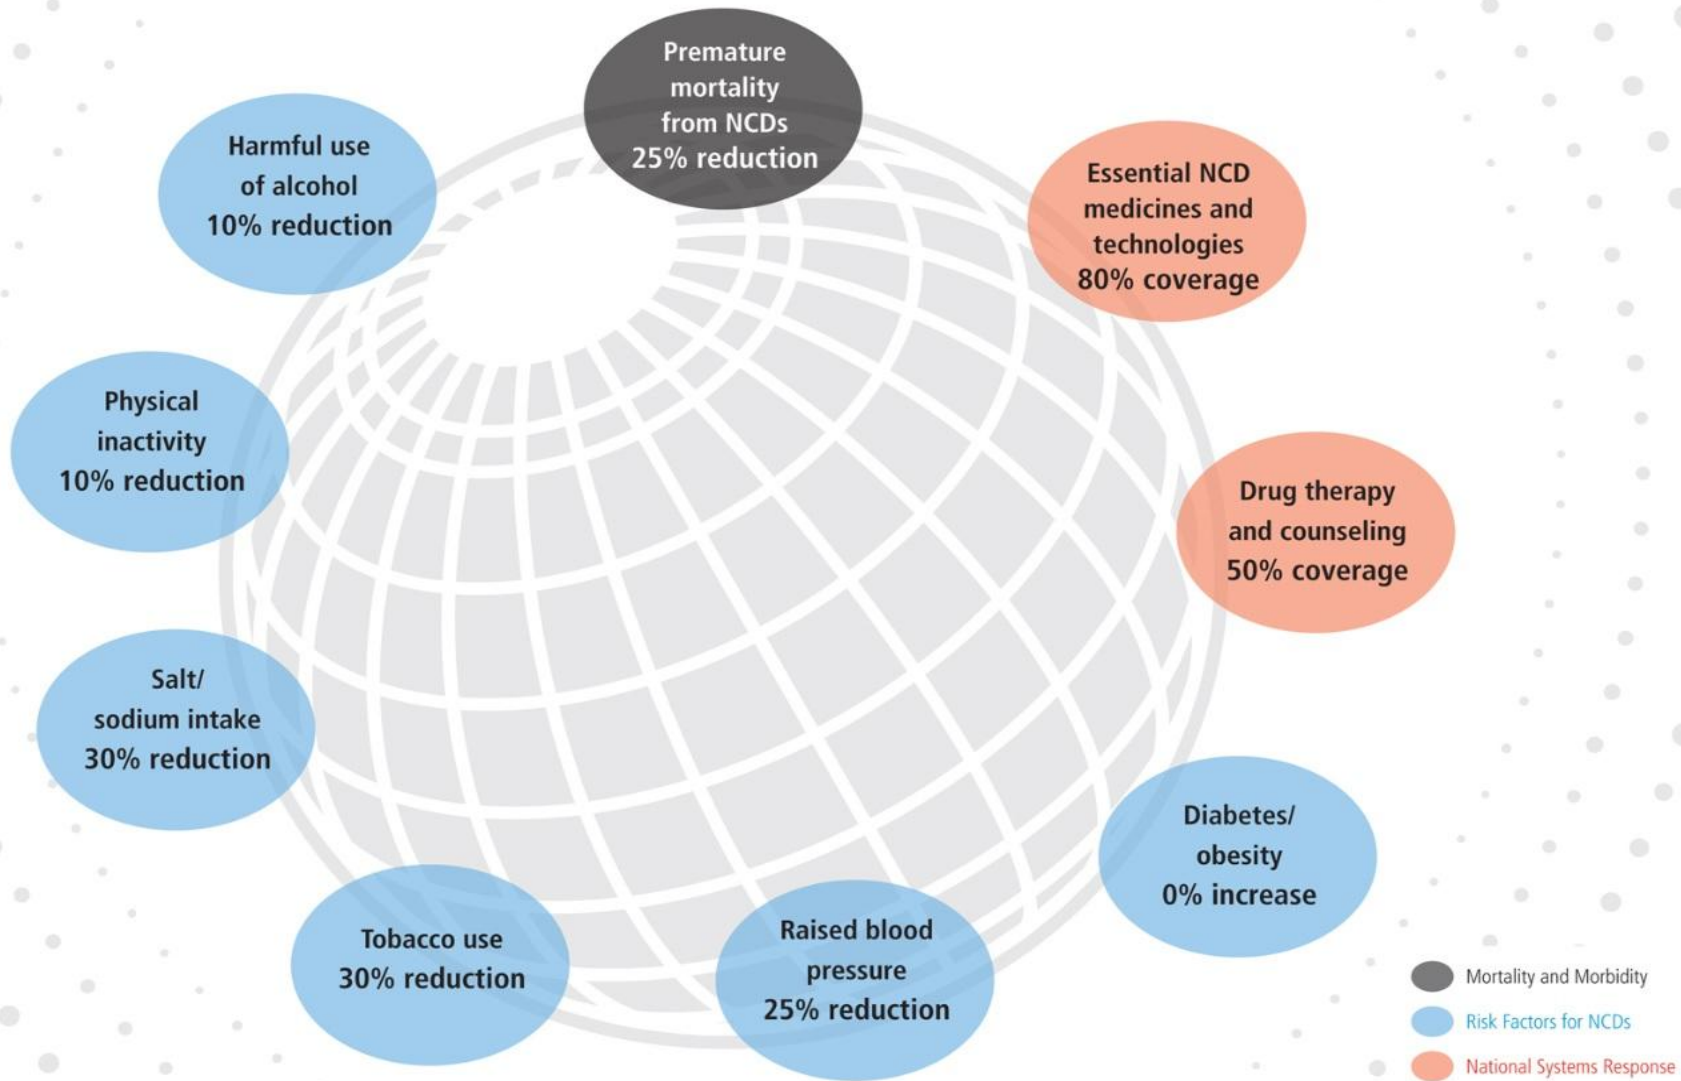 Premature
mortality
from NCDs
25% reduction
Harmful use
of alcohol
10% reduction
Essential NCD
medicines and
technologies
80% coverage
Physical
inactivity
10% reduction
Drug therapy
and counseling
50% coverage
Salt/
sodium intake
30% reduction
Diabetes/
obesity
0% increase
Tobacco use
30% reduction
Raised blood
pressure
25% reduction
Mortality and Morbidity
Risk Factors for NCDs
National Systems Response